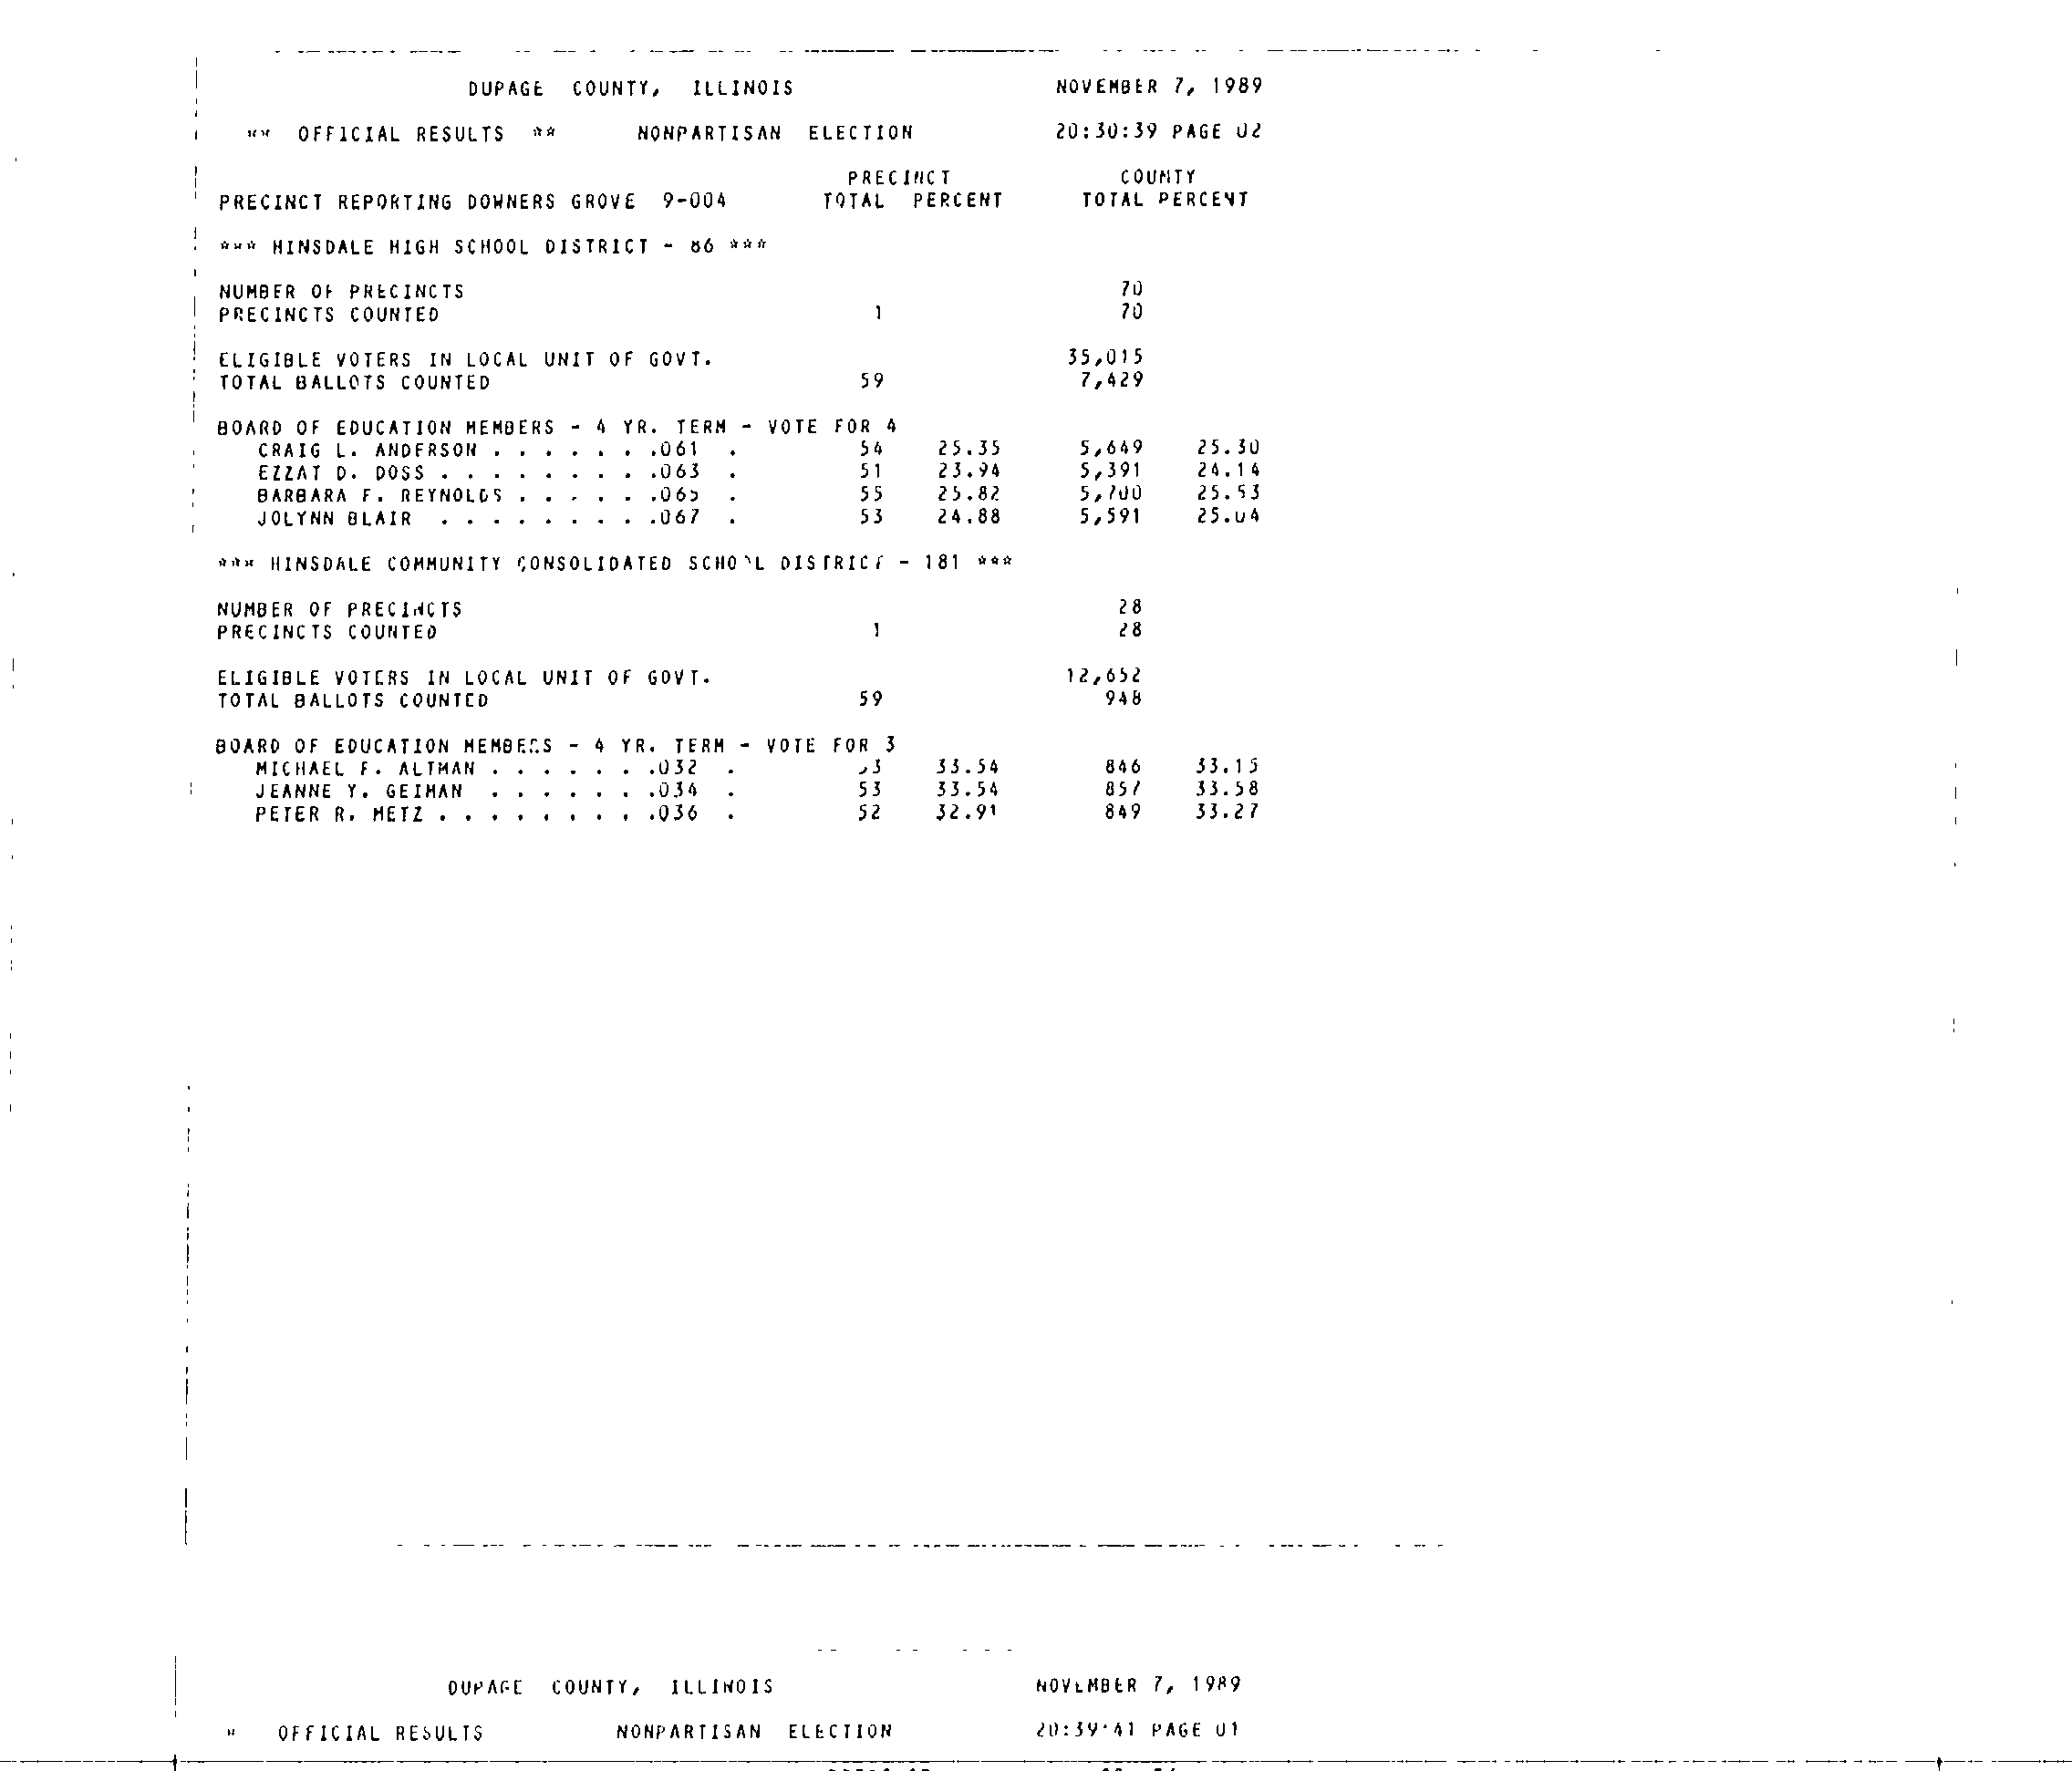 DUPAGE COUNTY, ILLINOIS NOVEMBER 7, 1989
** OFFICIAL RESULTS ** NONPARTISAN ELECTION 20:30:39 PAGE 02
PRECINCT COUNTY
PRECINCT REPORTING DOWNERS GROVE 9-004 TOTAL PERCENT TOTAL PERCENT
*** HINSDALE HIGH SCHOOL DISTRICT - 86 ***
NUMBER OF PRECINCTS 70
PRECINCTS COUNTED 1 70
ELIGIBLE VOTERS IN LOCAL UNIT OF GOVT. 35,015
TOTAL BALLOTS COUNTED 59 7,429
BOARD OF EDUCATION MEMBERS - 4 YR. TERM - VOTE FOR 4
CRAIG L. ANDERSON . . . . . . .061 . 54 25.35 5,649 25.30
EZZAT D. DOSS . . . . . . . . .063 . 51 23.94 5,391 24.14
BARBARA F. REYNOLDS . . . . . .065 . 55 25.82 5,700 25.53
JOLYNN BLAIR . . . . . . . . .067 . 53 24.88 5,591 25.04
*** HINSDALE COMMUNITY CONSOLIDATED SCHOOL DISTRICT - 181 ***
NUMBER OF PRECINCTS 28
PRECINCTS COUNTED 1 28
ELIGIBLE VOTERS IN LOCAL UNIT OF GOVT. 12,652
TOTAL BALLOTS COUNTED 59 948
BOARD OF EDUCATION MEMBERS - 4 YR. TERM - VOTE FOR 3
MICHAEL F. ALTMAN . . . . . . .032 . 53 33.54 846 33.15
JEANNE Y. GEIMAN . . . . . . .034 . 53 33.54 857 33.58
PETER R. METZ . . . . . . . . .036 . 52 32.91 849 33.27
DUPAGE COUNTY, ILLINOIS NOVEMBER 7, 1989
OFFICIAL RESULTS NONPARTISAN ELECTION 20:39:41 PAGE 01